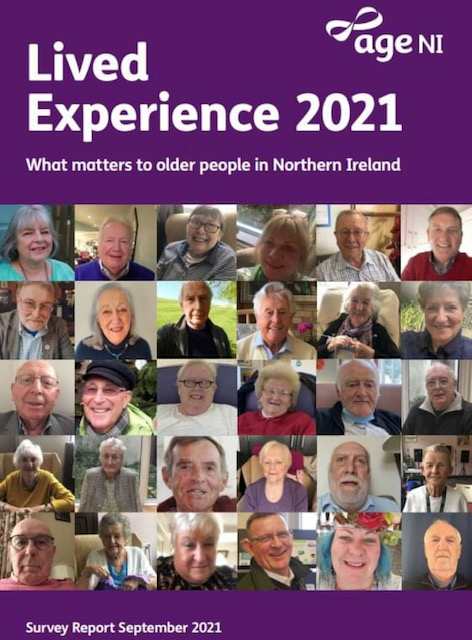 age NI
Lived
Experience 2021
What matters to older people in Northern Ireland
Survey Report September 2021